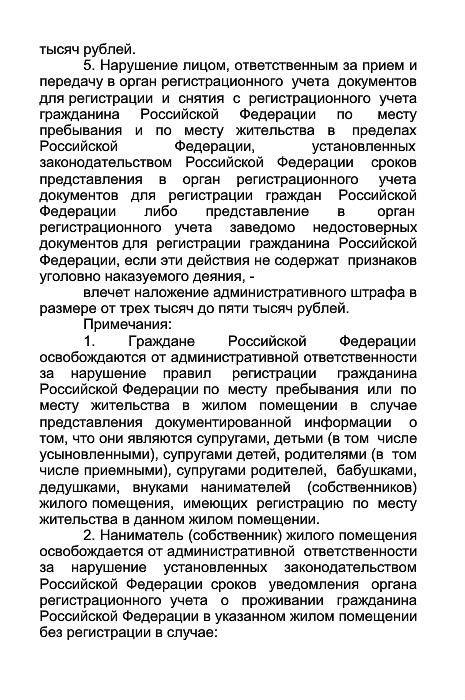 тысяч рублей.
5. Нарушение лицом, ответственным за прием и
передачу в орган регистрационного учета документов
для регистрации и снятия с регистрационного учета
гражданина Российской Федерации по месту
пребывания и по месту жительства в пределах
Российской Федерации, установленных
законодательством Российской Федерации сроков
представления в орган регистрационного учета
документов для регистрации граждан Российской
Федерации либо представление в орган
регистрационного учета заведомо недостоверных
документов для регистрации гражданина Российской
Федерации, если эти действия не содержат признаков
уголовно наказуемого деяния, -
влечет наложение административного штрафа в
размере от трех тысяч до пяти тысяч рублей.
Примечания:
1. Граждане Российской Федерации
освобождаются от административной ответственности
за нарушение правил регистрации гражданина
Российской Федерации по месту пребывания или по
месту жительства в жилом помещении в случае
представления документированной информации о
том, что они являются супругами, детьми (в том числе
усыновленными), супругами детей, родителями (в том
числе приемными), супругами родителей, бабушками,
дедушками, внуками нанимателей (собственников)
жилого помещения, имеющих регистрацию по месту
жительства в данном жилом помещении.
2. Наниматель (собственник) жилого помещения
освобождается от административной ответственности
за нарушение установленных законодательством
Российской Федерации сроков уведомления органа
регистрационного учета о проживании гражданина
Российской Федерации в указанном жилом помещении
без регистрации в случае: